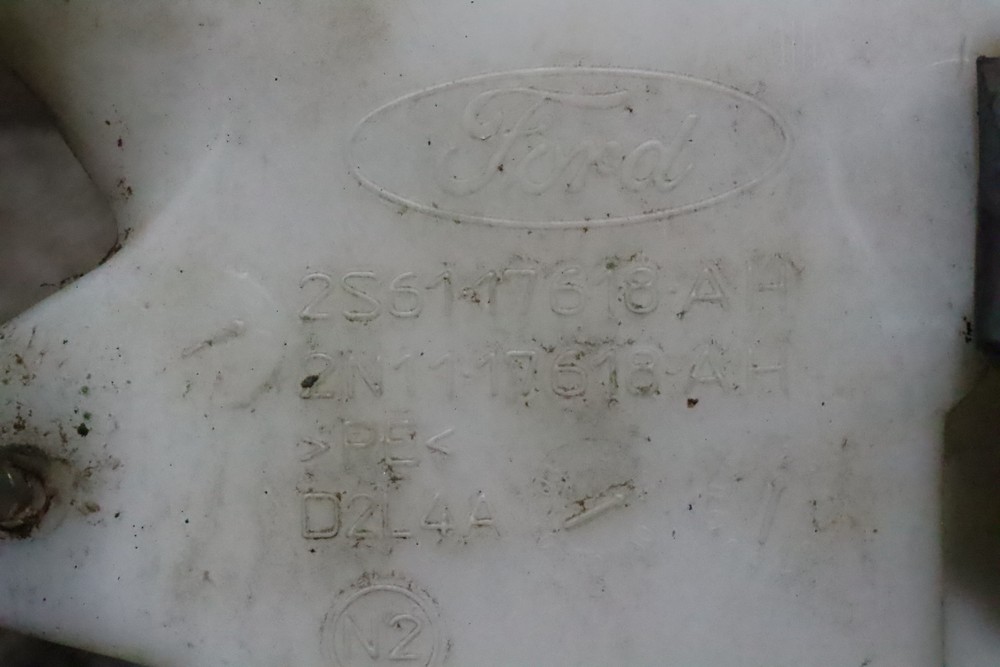 Ford
2S61-17618-AH
2N11-17618-AH
>PE<
D2L4A
N2